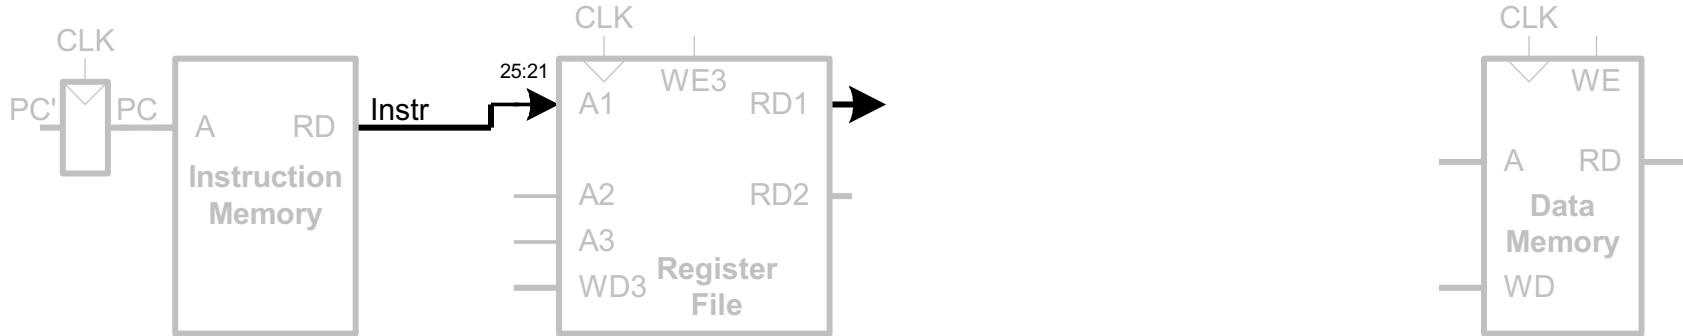 CLK
PC'
PC
A
RD
Instruction
Memory
Instr
25:21
CLK
WE3
A1
RD1
A2
RD2
A3
WD3
Register
File
CLK
WE
A
RD
Data
Memory
WD